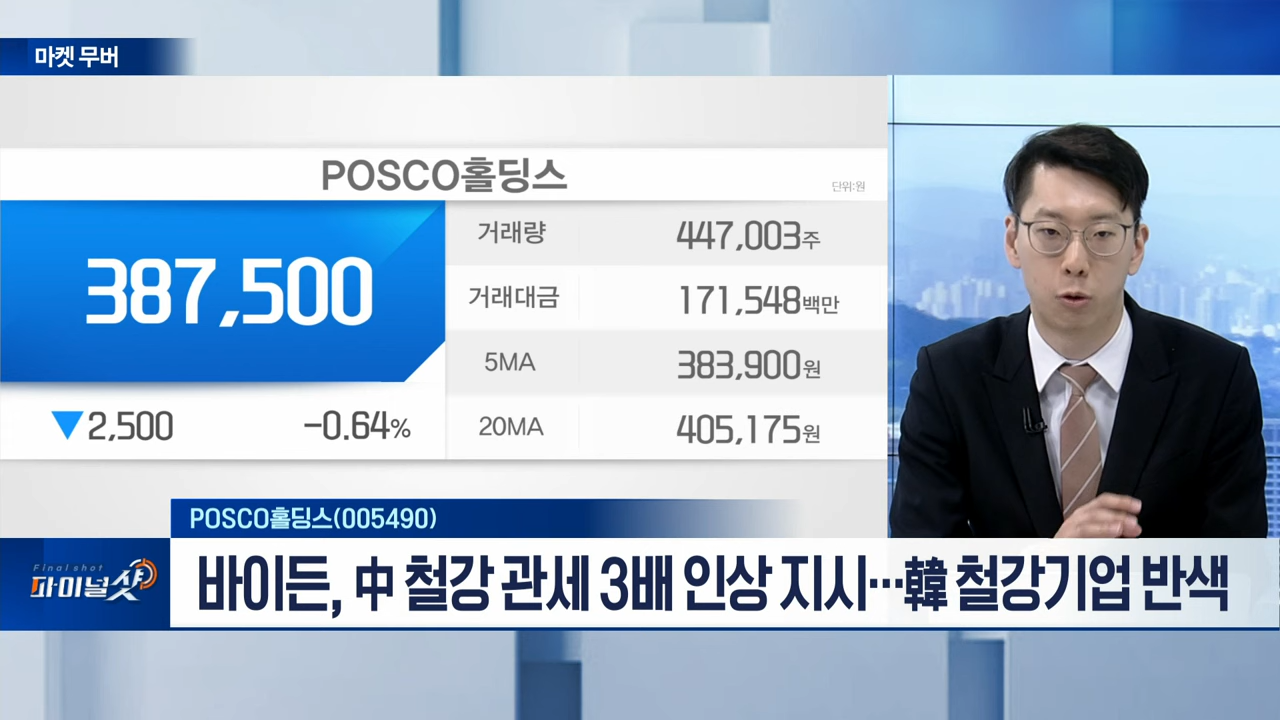 마켓 무버
POSCO홀딩스
단위:원
387,500
▼2,500 -0.64%
거래량 447,003주
거래대금 171,548백만
5MA 383,900원
20MA 405,175원
POSCO홀딩스(005490)
Final shot
파이널샷
바이든, 中 철강 관세 3배 인상 지시…韓 철강기업 반색